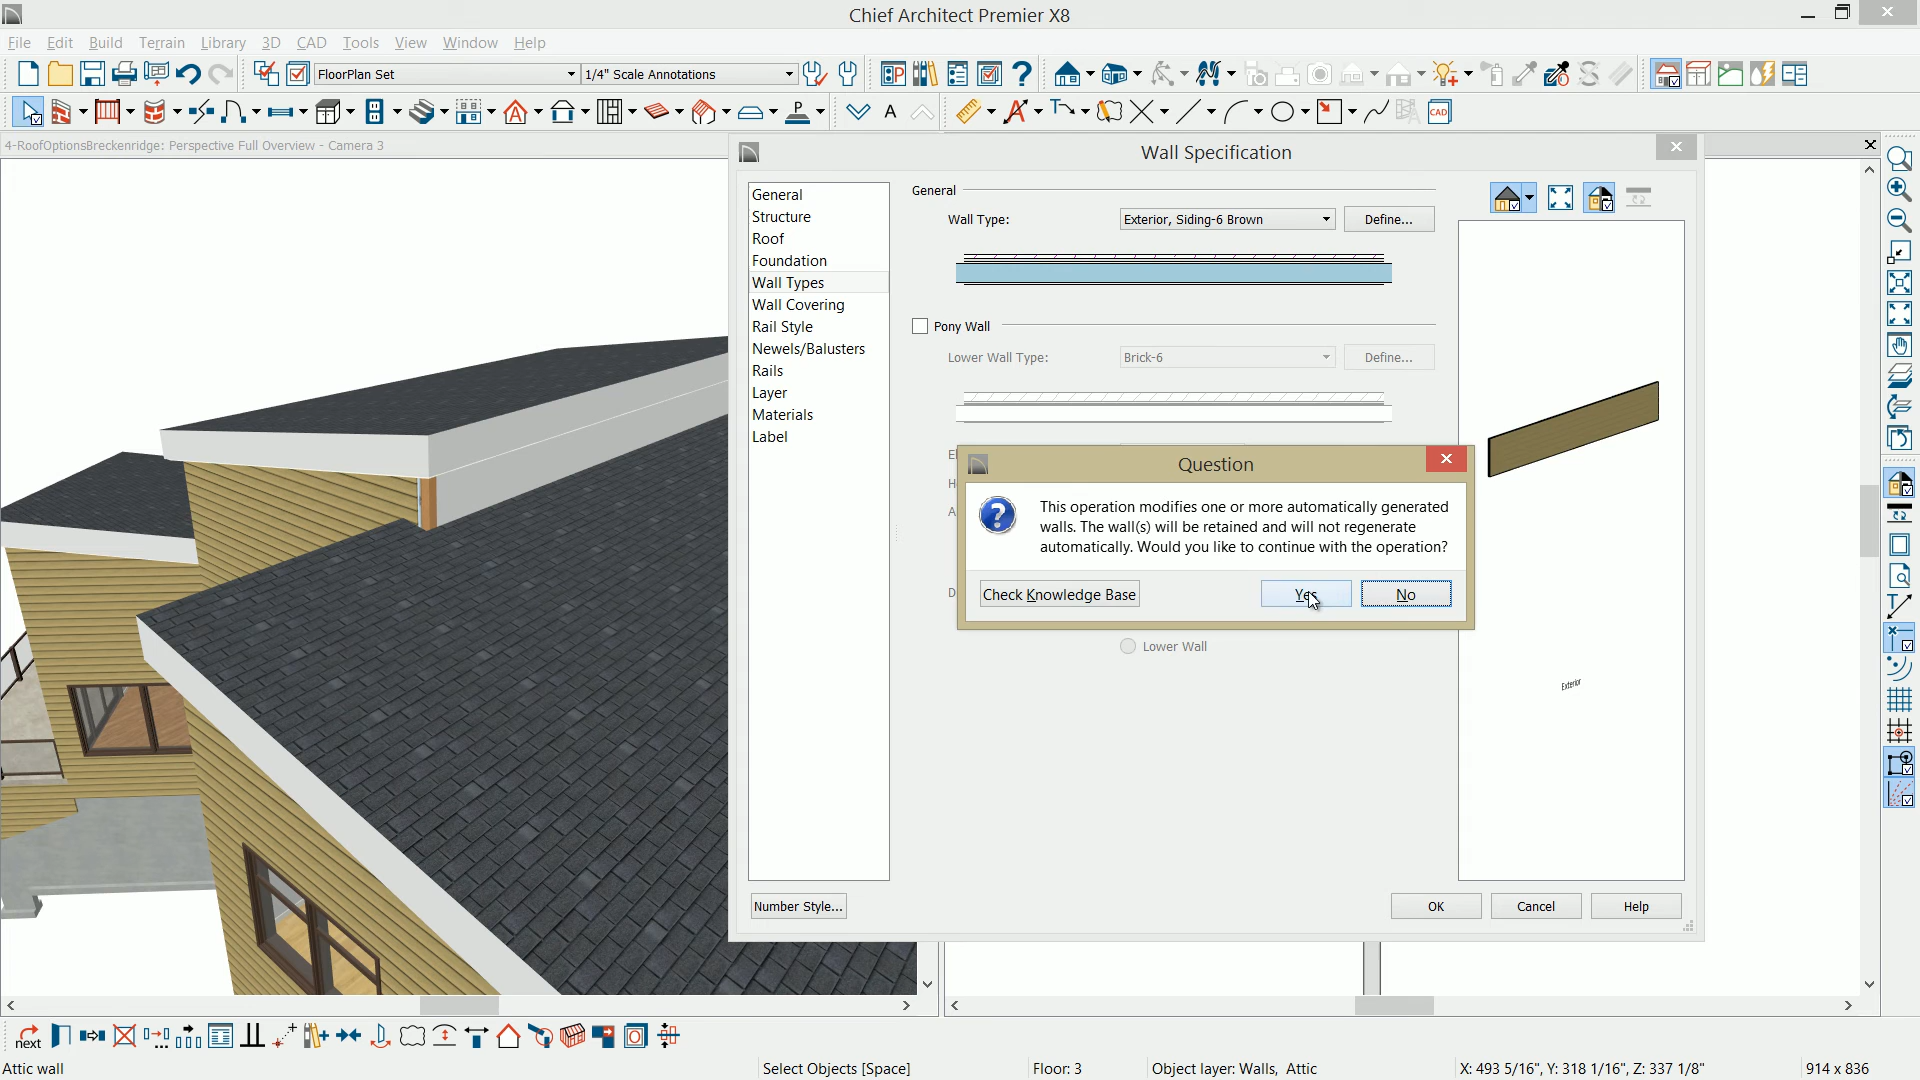 Chief Architect Premier X8
File Edit Build Terrain Library 3D CAD Tools View Window Help
FloorPlan Set
1/4" Scale Annotations
4-RoofOptionsBreckenridge: Perspective Full Overview - Camera 3
Wall Specification
General
Structure
Roof
Foundation
Wall Types
Wall Covering
Rail Style
Newels/Balusters
Rails
Layer
Materials
Label
General
Wall Type:
Exterior, Siding-6 Brown
Define...
Pony Wall
Lower Wall Type:
Brick-6
Define...
Question
This operation modifies one or more automatically generated
walls. The wall(s) will be retained and will not regenerate
automatically. Would you like to continue with the operation?
Check Knowledge Base
Yes
No
Lower Wall
Exterior
Number Style...
OK
Cancel
Help
next
Attic wall
Select Objects [Space]
Floor: 3
Object layer: Walls, Attic
X: 493 5/16", Y: 318 1/16", Z: 337 1/8"
914 x 836